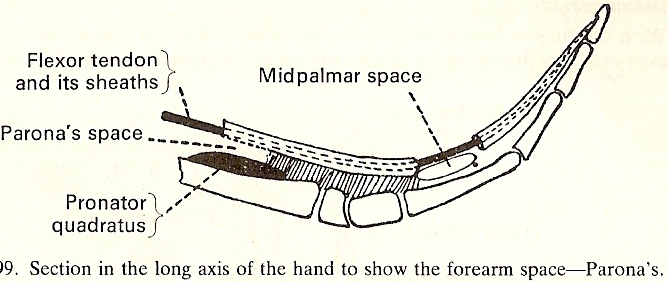 Flexor tendon
and its sheaths
Midpalmar space
Parona's space
Pronator
quadratus
99. Section in the long axis of the hand to show the forearm space—Parona's.